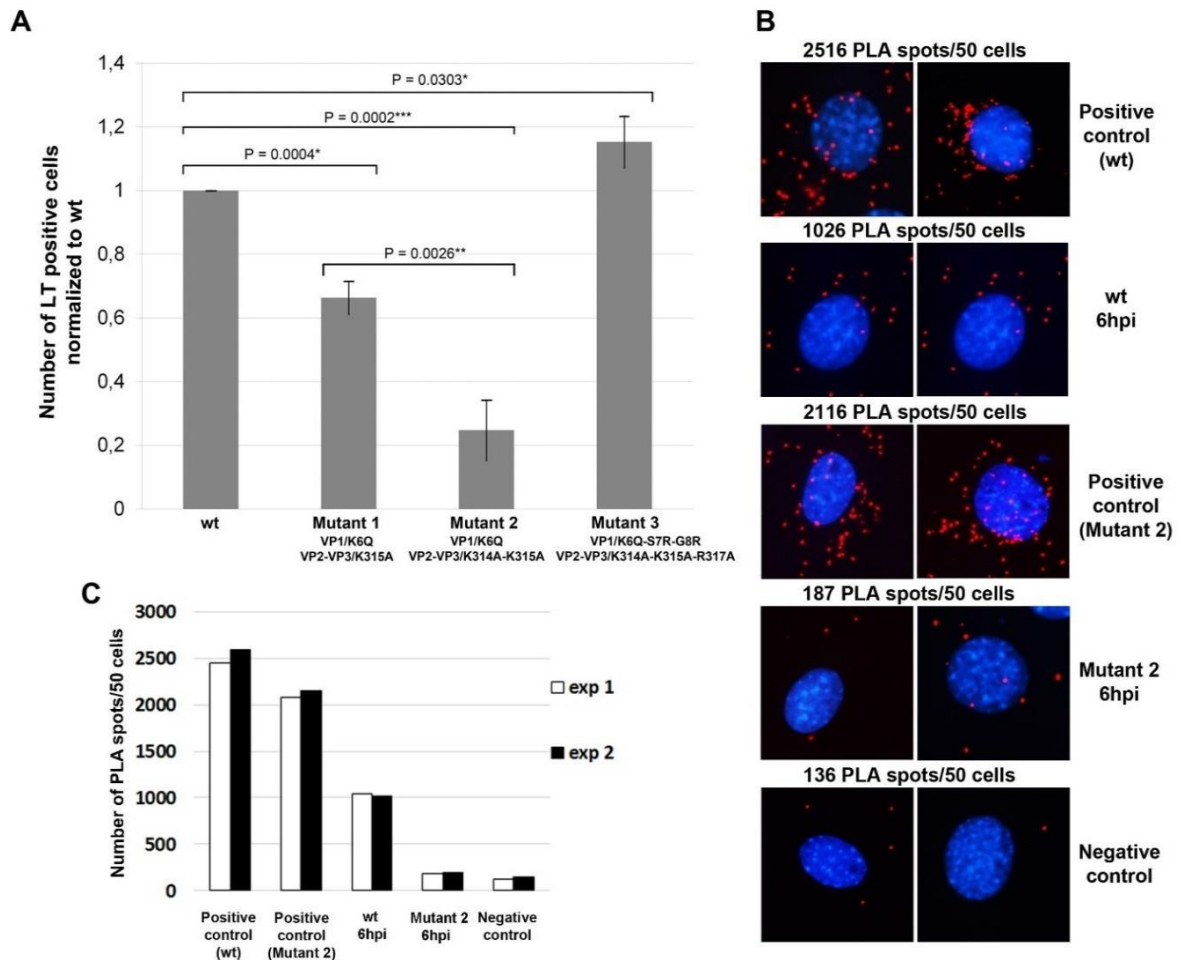 A
1,4
1,2
1
0,8
0,6
0,4
0,2
0
Number of LT positive cells
normalized to wt
P = 0.0303*
P = 0.0002***
P = 0.0004*
P = 0.0026**
wt
Mutant 1
VP1/K6Q
VP2-VP3/K315A
Mutant 2
VP1/K6Q
VP2-VP3/K314A-K315A
Mutant 3
VP1/K6Q-S7R-G8R
VP2-VP3/K314A-K315A-R317A
B
2516 PLA spots/50 cells
Positive
control
(wt)
1026 PLA spots/50 cells
wt
6hpi
2116 PLA spots/50 cells
Positive
control
(Mutant 2)
187 PLA spots/50 cells
Mutant 2
6hpi
136 PLA spots/50 cells
Negative
control
C
Number of PLA spots/50 cells
3000
2500
2000
1500
1000
500
0
exp 1
exp 2
Positive
control
(wt)
Positive
control
(Mutant 2)
wt
6hpi
Mutant 2
6hpi
Negative
control